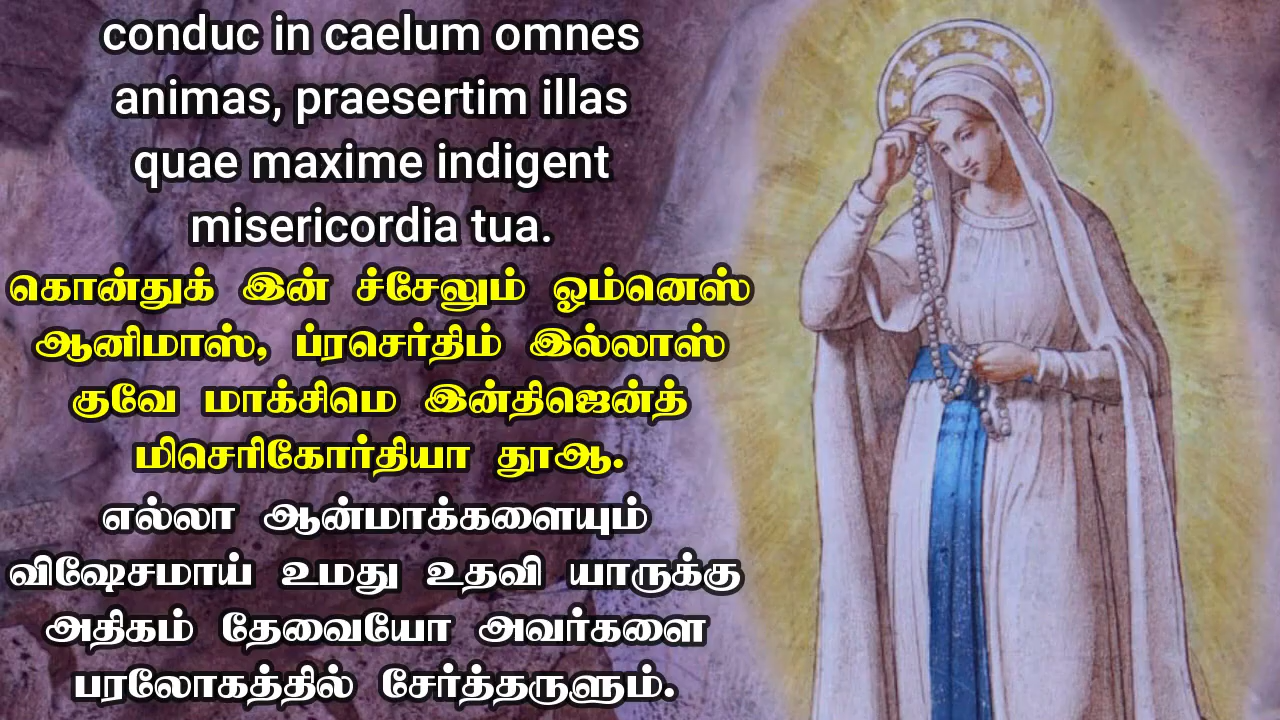 conduc in caelum omnes
animas, praesertim illas
quae maxime indigent
misericordia tua.
கொன்துக் இன் ச்சேலும் ஓம்னெஸ்
ஆனிமாஸ், ப்ரசெர்திம் இல்லாஸ்
குவே மாக்சிமெ இன்திஜென்த்
மிசெரிகோர்தியா தூஆ.
எல்லா ஆன்மாக்களையும்
விஷேசமாய் உமது உதவி யாருக்கு
அதிகம் தேவையோ அவர்களை
பரலோகத்தில் சேர்த்தருளும்.